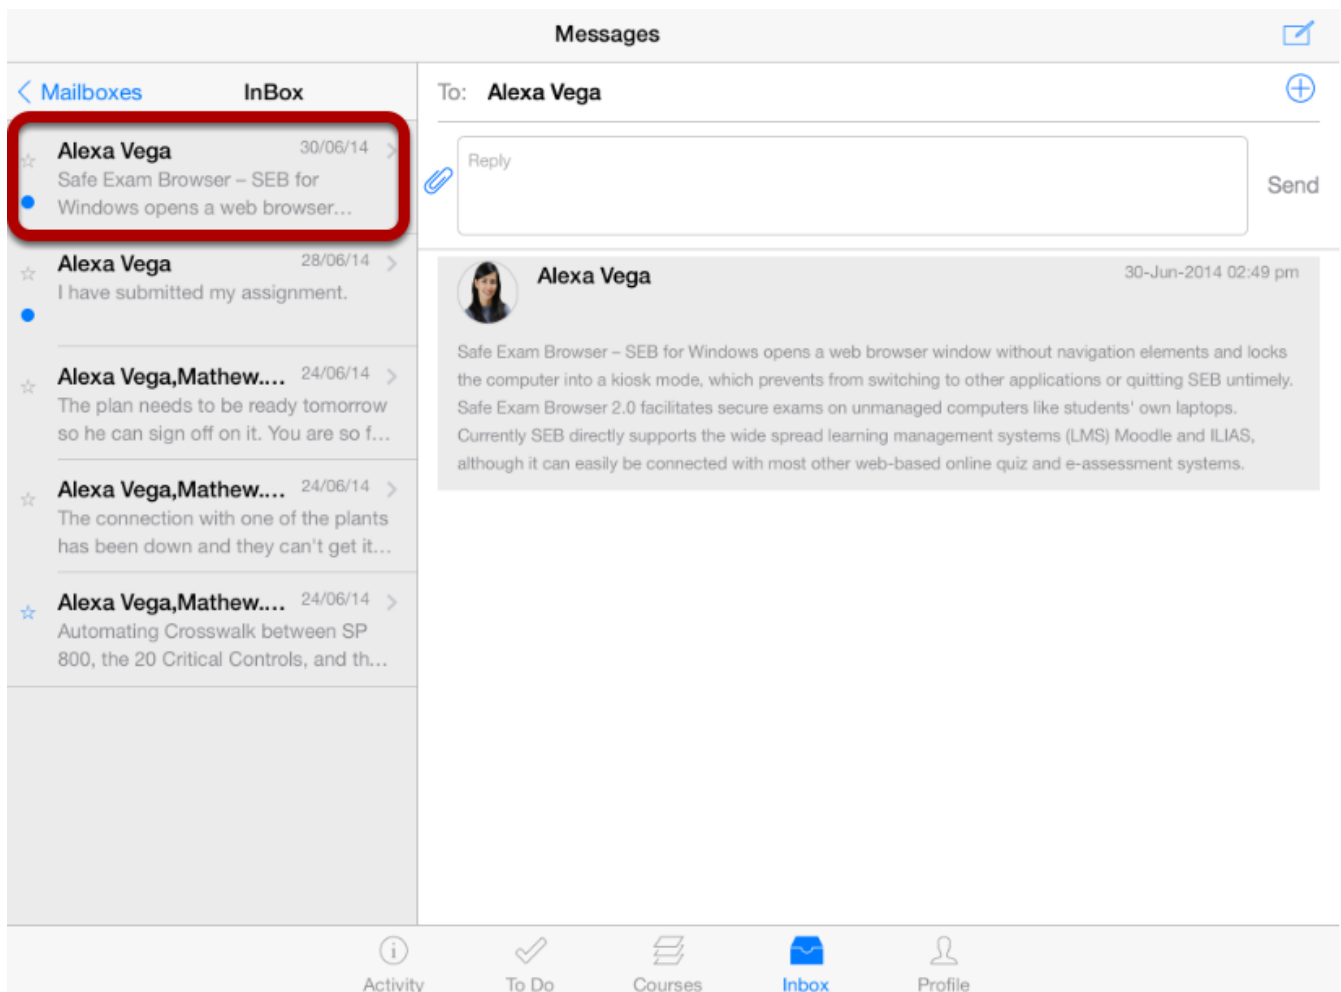 Messages
Mailboxes
InBox
Alexa Vega 30/06/14
Safe Exam Browser – SEB for
Windows opens a web browser...
Alexa Vega 28/06/14
I have submitted my assignment.
Alexa Vega,Mathew.... 24/06/14
The plan needs to be ready tomorrow
so he can sign off on it. You are so f...
Alexa Vega,Mathew.... 24/06/14
The connection with one of the plants
has been down and they can't get it...
Alexa Vega,Mathew.... 24/06/14
Automating Crosswalk between SP
800, the 20 Critical Controls, and th...
To: Alexa Vega
Reply
Send
Alexa Vega 30-Jun-2014 02:49 pm
Safe Exam Browser – SEB for Windows opens a web browser window without navigation elements and locks
the computer into a kiosk mode, which prevents from switching to other applications or quitting SEB untimely.
Safe Exam Browser 2.0 facilitates secure exams on unmanaged computers like students' own laptops.
Currently SEB directly supports the wide spread learning management systems (LMS) Moodle and ILIAS,
although it can easily be connected with most other web-based online quiz and e-assessment systems.
Activity
To Do
Courses
Inbox
Profile